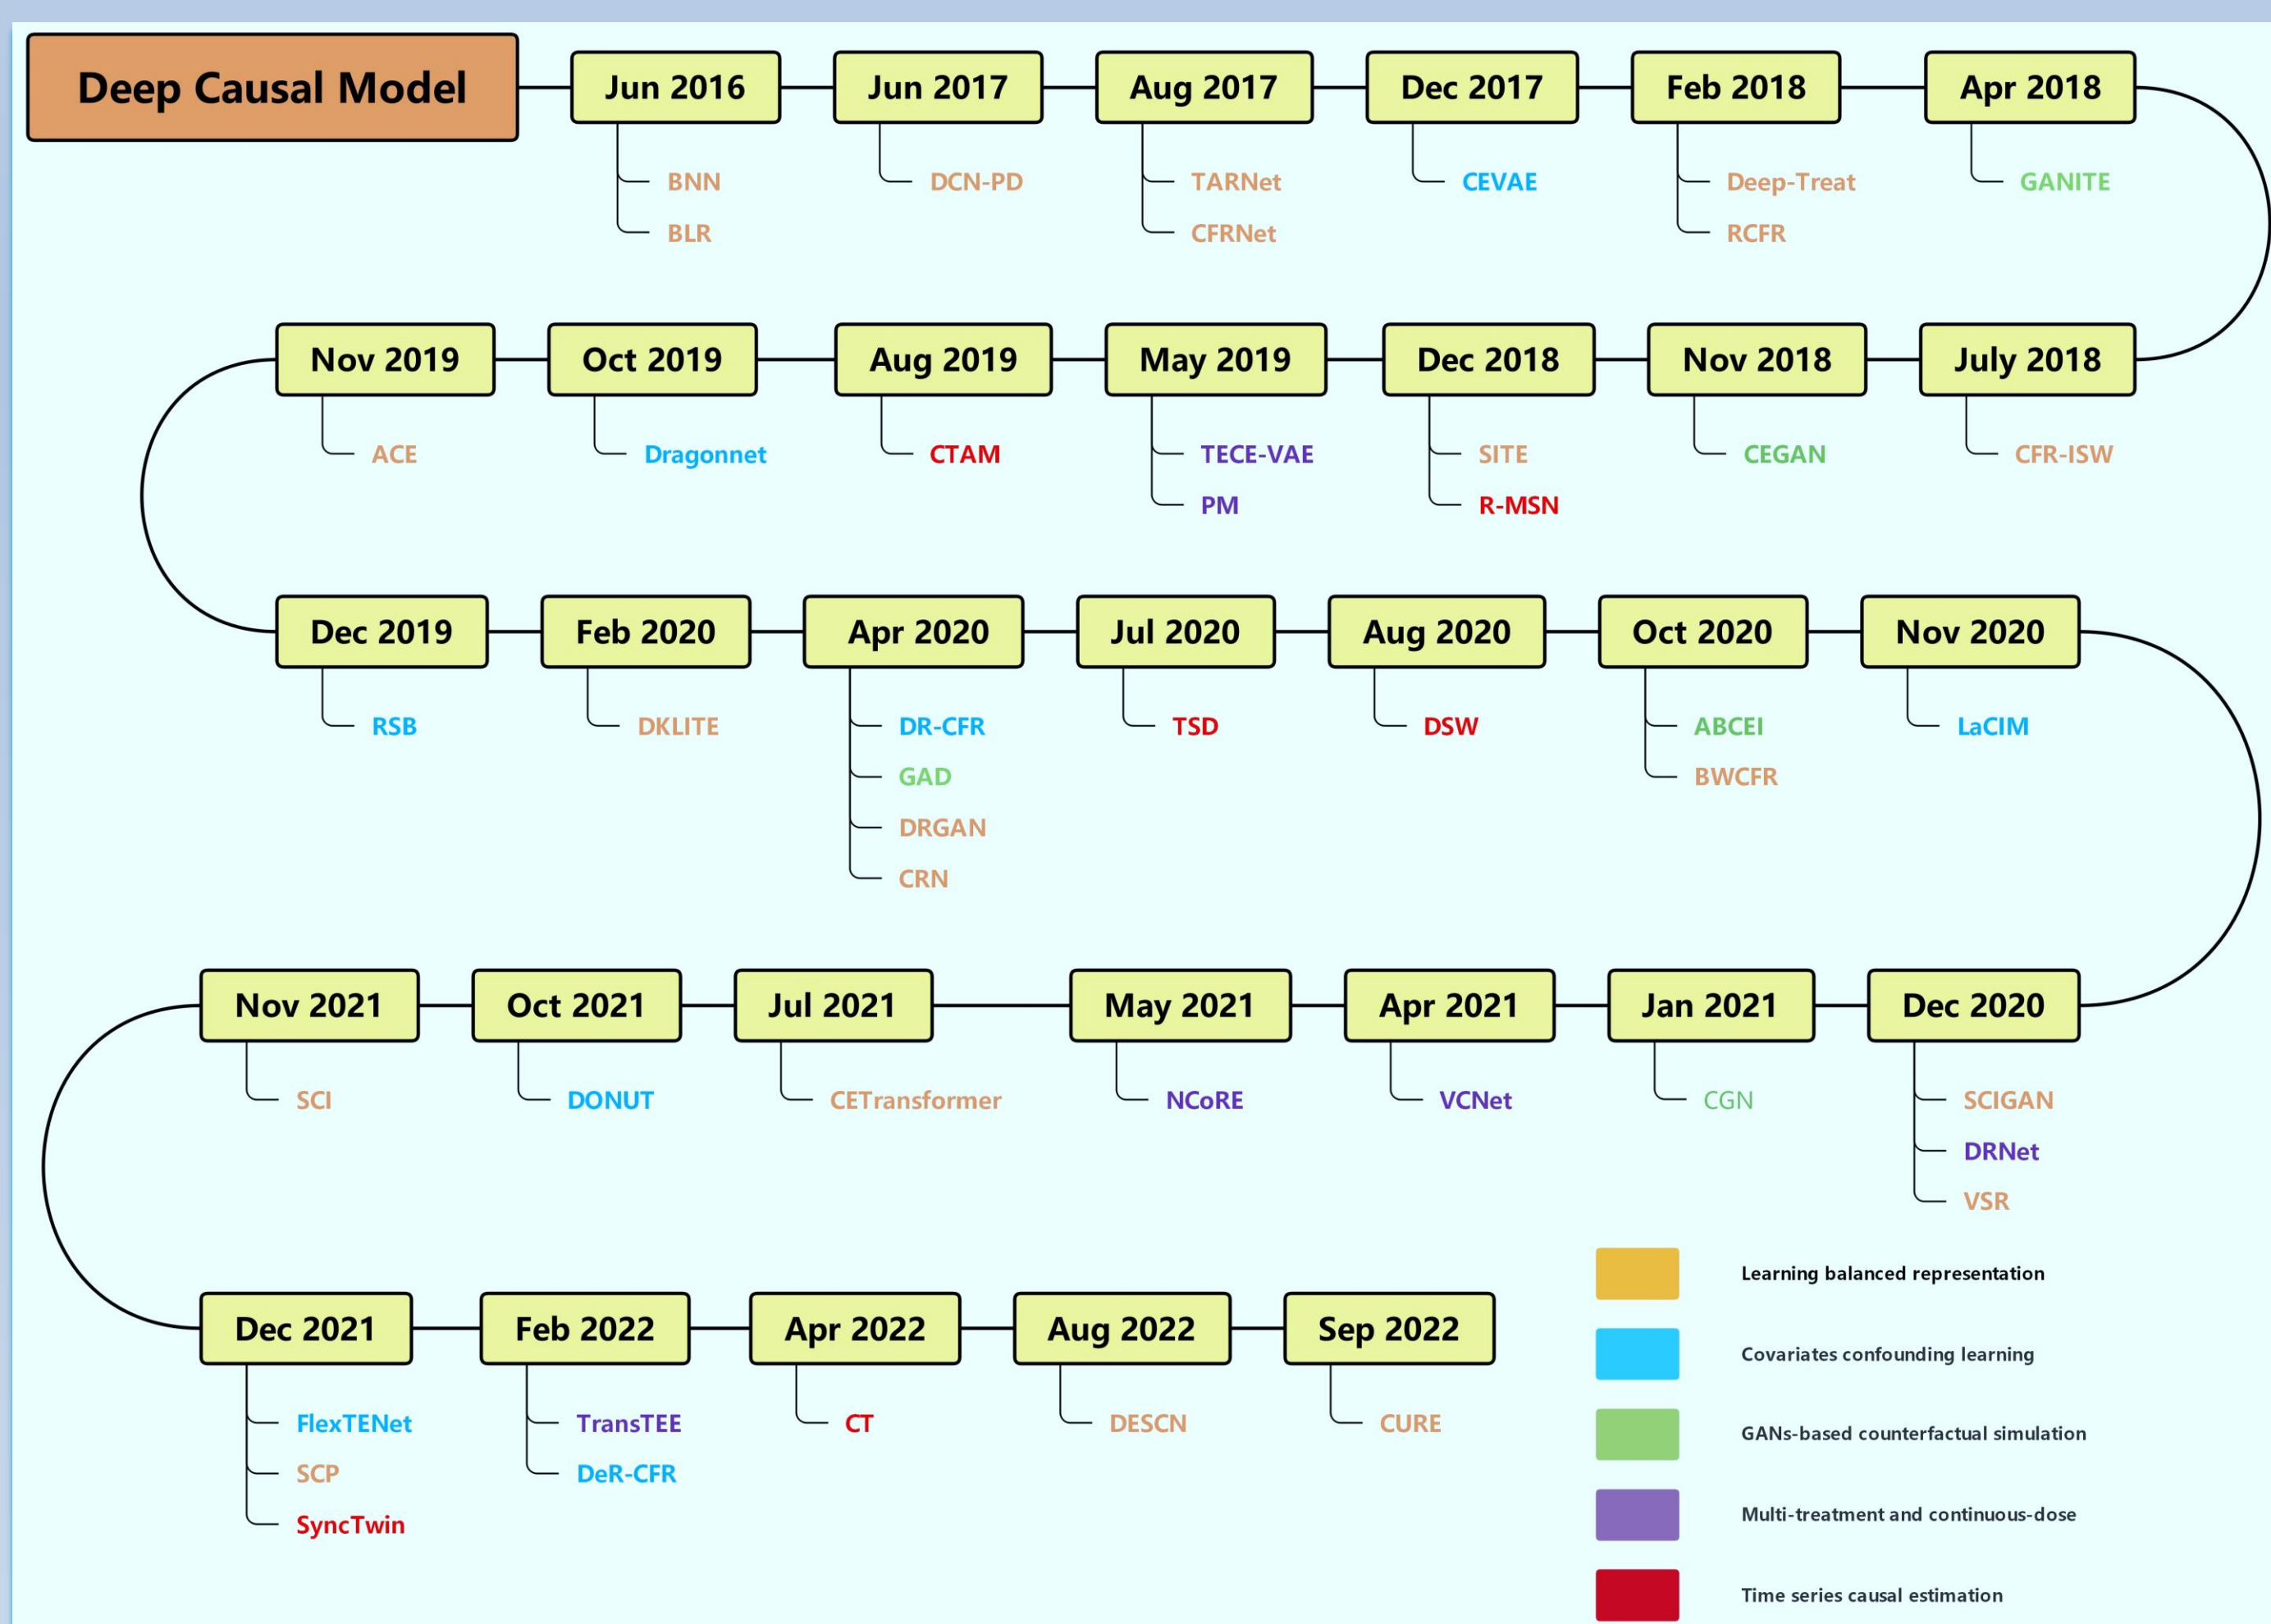 Deep Causal Model
Jun 2016
BNN
BLR
Jun 2017
DCN-PD
Aug 2017
TARNet
CFRNet
Dec 2017
CEVAE
Feb 2018
Deep-Treat
RCFR
Apr 2018
GANITE
July 2018
CFR-ISW
Nov 2018
CEGAN
Dec 2018
SITE
R-MSN
May 2019
TECE-VAE
PM
Aug 2019
CTAM
Oct 2019
Dragonnet
Nov 2019
ACE
Dec 2019
RSB
Feb 2020
DKLITE
Apr 2020
DR-CFR
GAD
DRGAN
CRN
Jul 2020
TSD
Aug 2020
DSW
Oct 2020
ABCEI
BWCFR
Nov 2020
LaCIM
Dec 2020
SCIGAN
DRNet
VSR
Jan 2021
CGN
Apr 2021
VCNet
May 2021
NCoRE
Jul 2021
CETransformer
Oct 2021
DONUT
Nov 2021
SCI
Dec 2021
FlexTENet
SCP
SyncTwin
Feb 2022
TransTEE
DeR-CFR
Apr 2022
CT
Aug 2022
DESCN
Sep 2022
CURE
Learning balanced representation
Covariates confounding learning
GANs-based counterfactual simulation
Multi-treatment and continuous-dose
Time series causal estimation